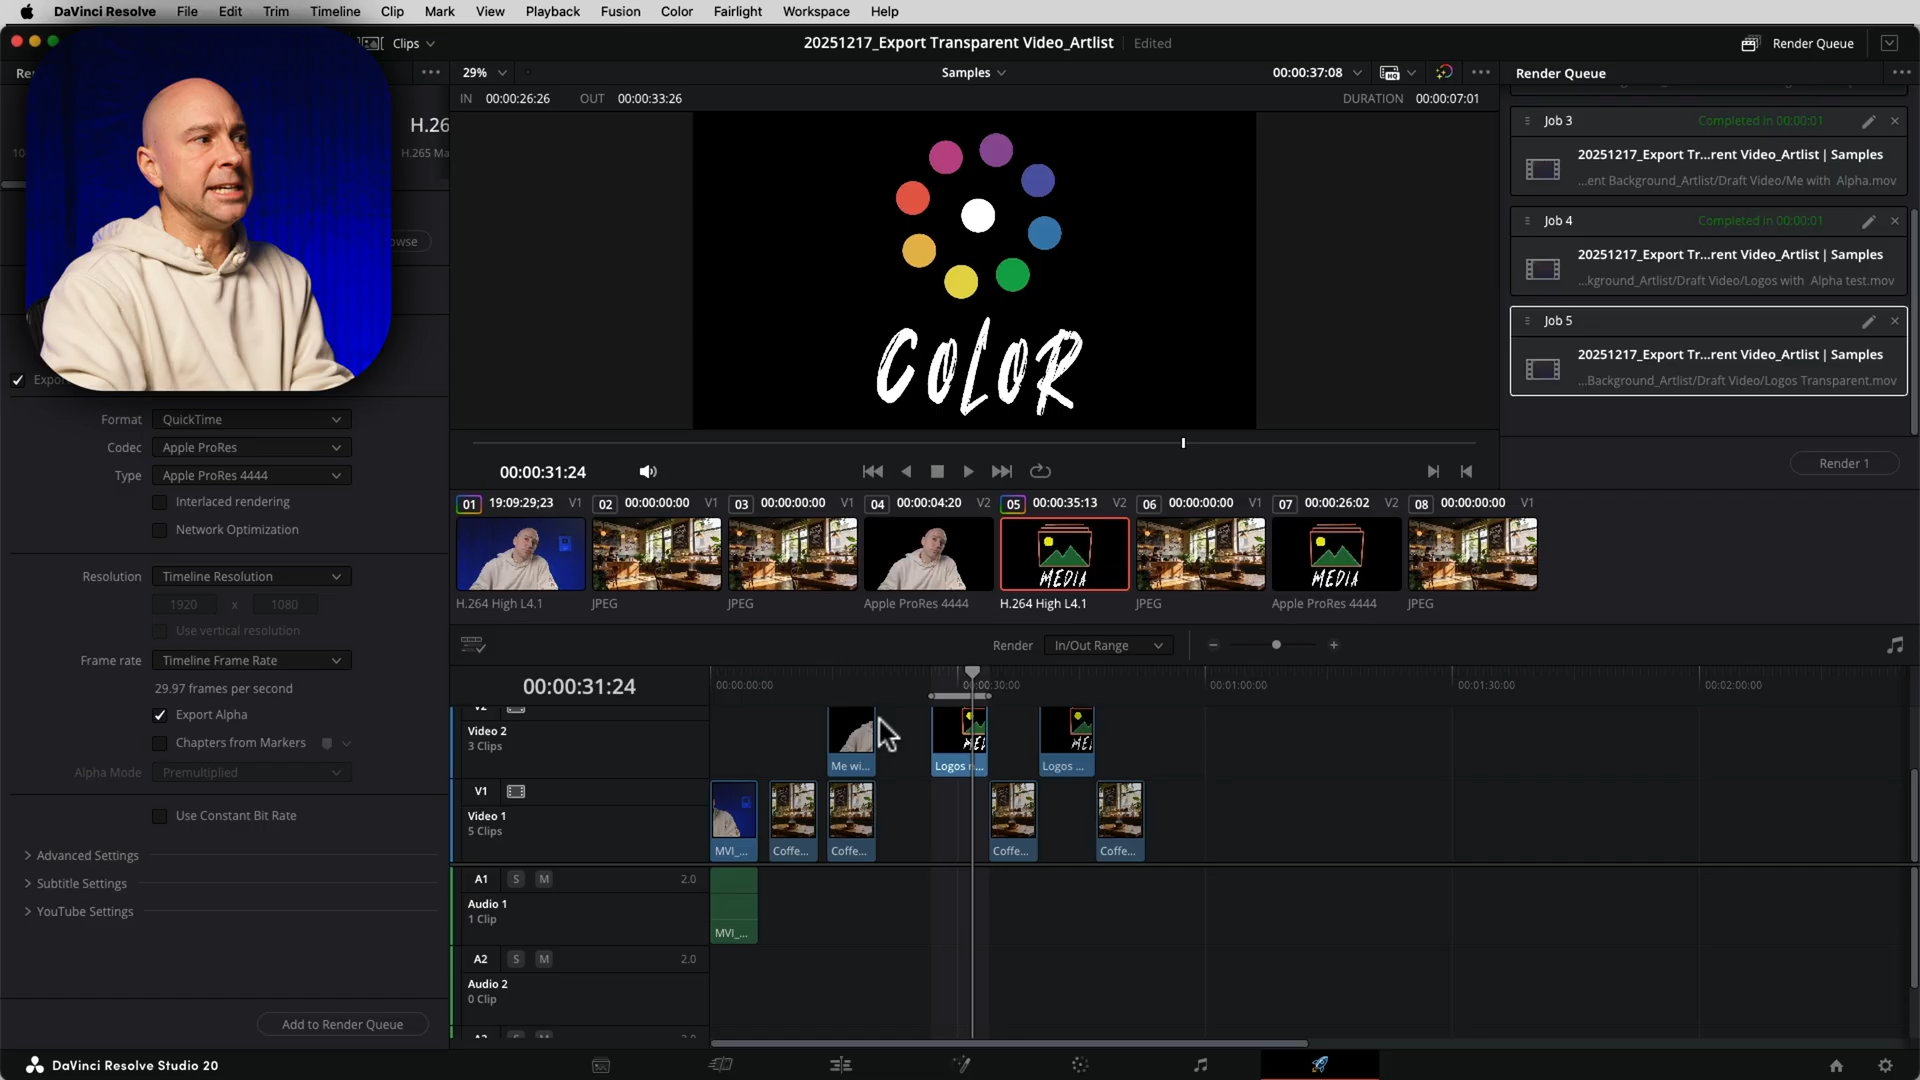 DaVinci Resolve File Edit Trim Timeline Clip Mark View Playback Fusion Color Fairlight Workspace Help
Clips 20251217_Export Transparent Video_Artlist Edited Render Queue
29% Samples 00:00:37:08 Render Queue
IN 00:00:26:26 OUT 00:00:33:26 DURATION 00:00:07:01
Job 3 Completed in 00:00:01
20251217_Export Tr...rent Video_Artlist | Samples
...ent Background_Artlist/Draft Video/Me with Alpha.mov
Job 4 Completed in 00:00:01
20251217_Export Tr...rent Video_Artlist | Samples
...kground_Artlist/Draft Video/Logos with Alpha test.mov
Job 5
20251217_Export Tr...rent Video_Artlist | Samples
...Background_Artlist/Draft Video/Logos Transparent.mov
Render 1
COLOR
Format QuickTime
Codec Apple ProRes
Type Apple ProRes 4444
Interlaced rendering
Network Optimization
Resolution Timeline Resolution
1920 x 1080
Use vertical resolution
Frame rate Timeline Frame Rate
29.97 frames per second
Export Alpha
Chapters from Markers
Alpha Mode Premultiplied
Use Constant Bit Rate
Advanced Settings
Subtitle Settings
YouTube Settings
Add to Render Queue
00:00:31:24
01 19:09:29;23 V1 02 00:00:00:00 V1 03 00:00:00:00 V1 04 00:00:04:20 V2 05 00:00:35:13 V2 06 00:00:00:00 V1 07 00:00:26:02 V2 08 00:00:00:00 V1
MEDIA MEDIA
H.264 High L4.1 JPEG JPEG Apple ProRes 4444 H.264 High L4.1 JPEG Apple ProRes 4444 JPEG
Render In/Out Range
00:00:31:24 00:00:00:00 00:00:30:00 00:01:00:00 00:01:30:00 00:02:00:00
Video 2
3 Clips
Me wi... Logos Logos ...
V1
Video 1
5 Clips
MVI_... Coffe... Coffe... Coffe... Coffe...
A1 S M 2.0
Audio 1
1 Clip
MVI_...
A2 S M 2.0
Audio 2
0 Clip
DaVinci Resolve Studio 20